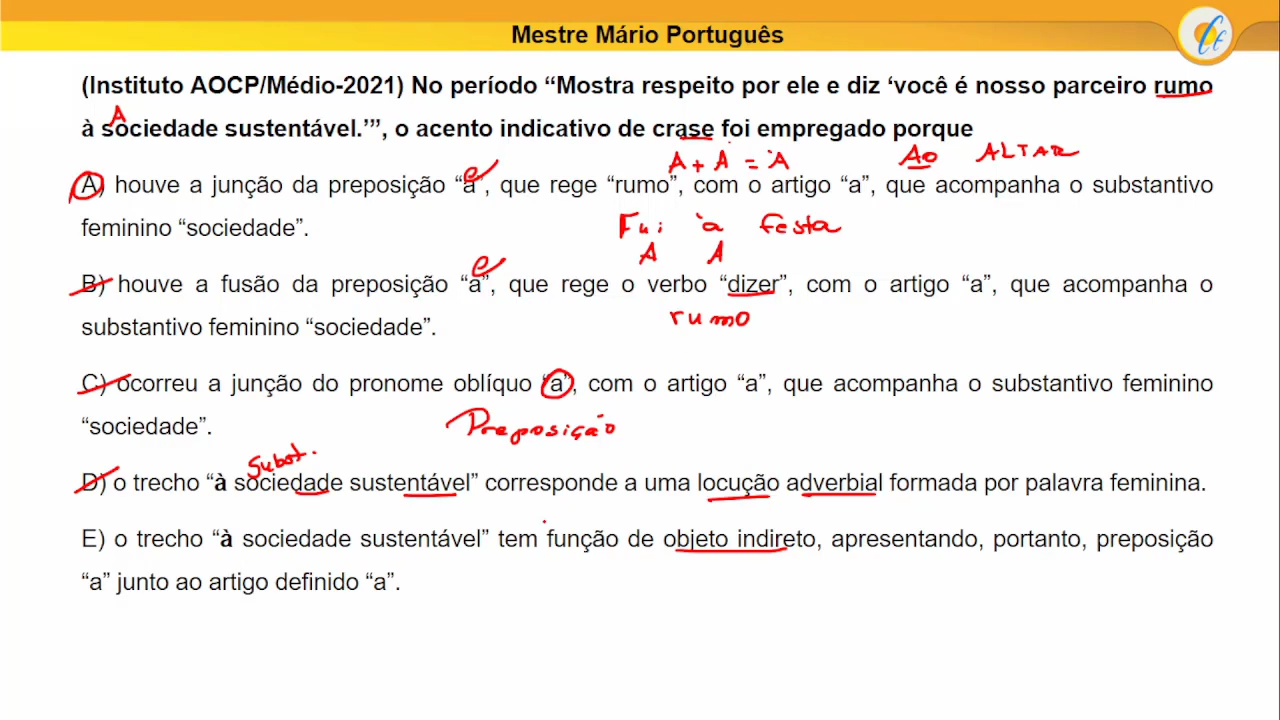 Mestre Mário Português
(Instituto AOCP/Médio-2021) No período “Mostra respeito por ele e diz ‘você é nosso parceiro rumo
A
à sociedade sustentável.’”, o acento indicativo de crase foi empregado porque
A + A = À
Ao ALTAR
A) houve a junção da preposição “a”, que rege “rumo”, com o artigo “a”, que acompanha o substantivo
feminino “sociedade”.
Fui à festa
A A
B) houve a fusão da preposição “a”, que rege o verbo “dizer”, com o artigo “a”, que acompanha o
substantivo feminino “sociedade”.
rumo
C) ocorreu a junção do pronome oblíquo “a”, com o artigo “a”, que acompanha o substantivo feminino
“sociedade”.
Preposição
Subst.
D) o trecho “à sociedade sustentável” corresponde a uma locução adverbial formada por palavra feminina.
E) o trecho “à sociedade sustentável” tem função de objeto indireto, apresentando, portanto, preposição
“a” junto ao artigo definido “a”.